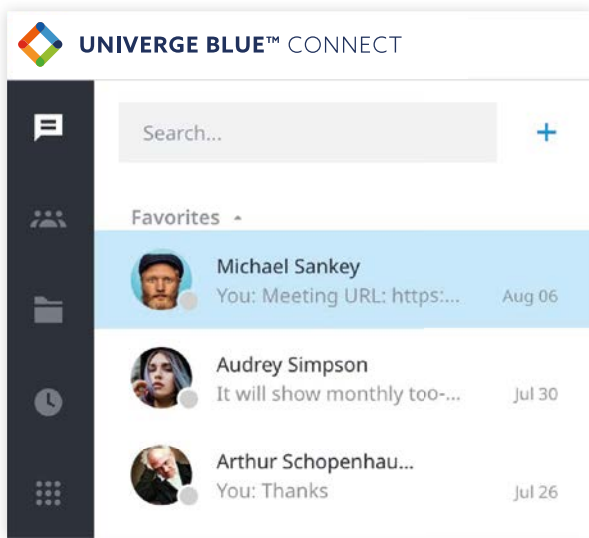 UNIVERGE BLUE™ CONNECT
Search...
Favorites
Michael Sankey
You: Meeting URL: https:... Aug 06
Audrey Simpson
It will show monthly too-... Jul 30
Arthur Schopenhau...
You: Thanks Jul 26